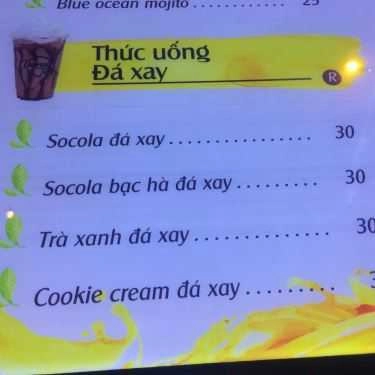 Blue ocean mojito 25
Thức uống
Đá xay
R
Socola đá xay ................ 30
Socola bạc hà đá xay ......... 30
Trà xanh đá xay .............. 30
Cookie cream đá xay ..........